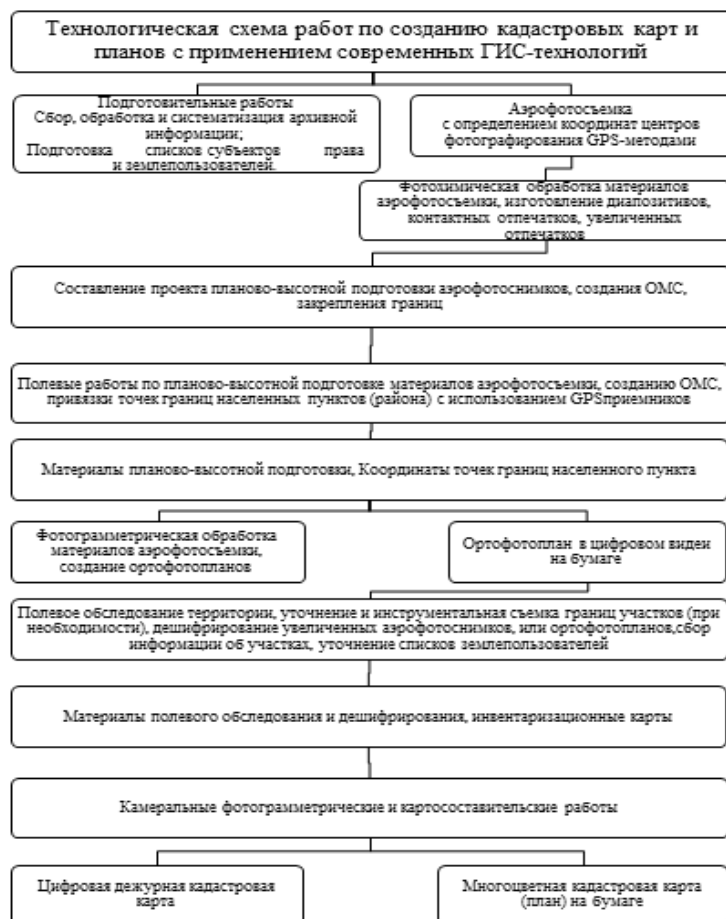 Технологическая схема работ по созданию кадастровых карт и
планов с применением современных ГИС-технологий
Подготовительные работы
Сбор, обработка и систематизация архивной
информации;
Подготовка списков субъектов права
и землепользователей.
Аэрофотосъемка
с определением координат центров
фотографирования GPS-методами
Фотохимическая обработка материалов
аэрофотосъемки, изготовление диапозитивов,
контактных отпечатков, увеличенных
отпечатков
Составление проекта планово-высотной подготовки аэрофотоснимков, создания ОМС,
закрепления границ
Полевые работы по планово-высотной подготовке материалов аэрофотосъемки, созданию ОМС,
привязки точек границ населенных пунктов (района) с использованием GPSприемников
Материалы планово-высотной подготовки, Координаты точек границ населенного пункта
Фотограмметрическая обработка
материалов аэрофотосъемки,
создание ортофотопланов
Ортофотоплан в цифровом видеи
на бумаге
Полевое обследование территории, уточнение и инструментальная съемка границ участков (при
необходимости), дешифрирование увеличенных аэрофотоснимков, или ортофотопланов,сбор
информации об участках, уточнение списков землепользователей
Материалы полевого обследования и дешифрирования, инвентаризационные карты
Камеральные фотограмметрические и картосоставительские работы
Цифровая дежурная кадастровая
карта
Многоцветная кадастровая карта
(план) на бумаге